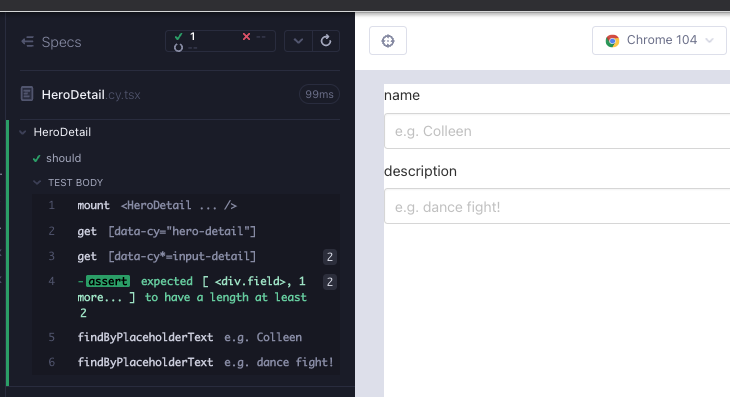 Specs
1
--
--
Chrome 104
HeroDetail.cy.tsx
99ms
HeroDetail
should
TEST BODY
1 mount <HeroDetail ... />
2 get [data-cy="hero-detail"]
3 get [data-cy*=input-detail] 2
4 -assert expected [ <div.field>, 1 2
more... ] to have a length at least
2
5 findByPlaceholderText e.g. Colleen
6 findByPlaceholderText e.g. dance fight!
name
e.g. Colleen
description
e.g. dance fight!